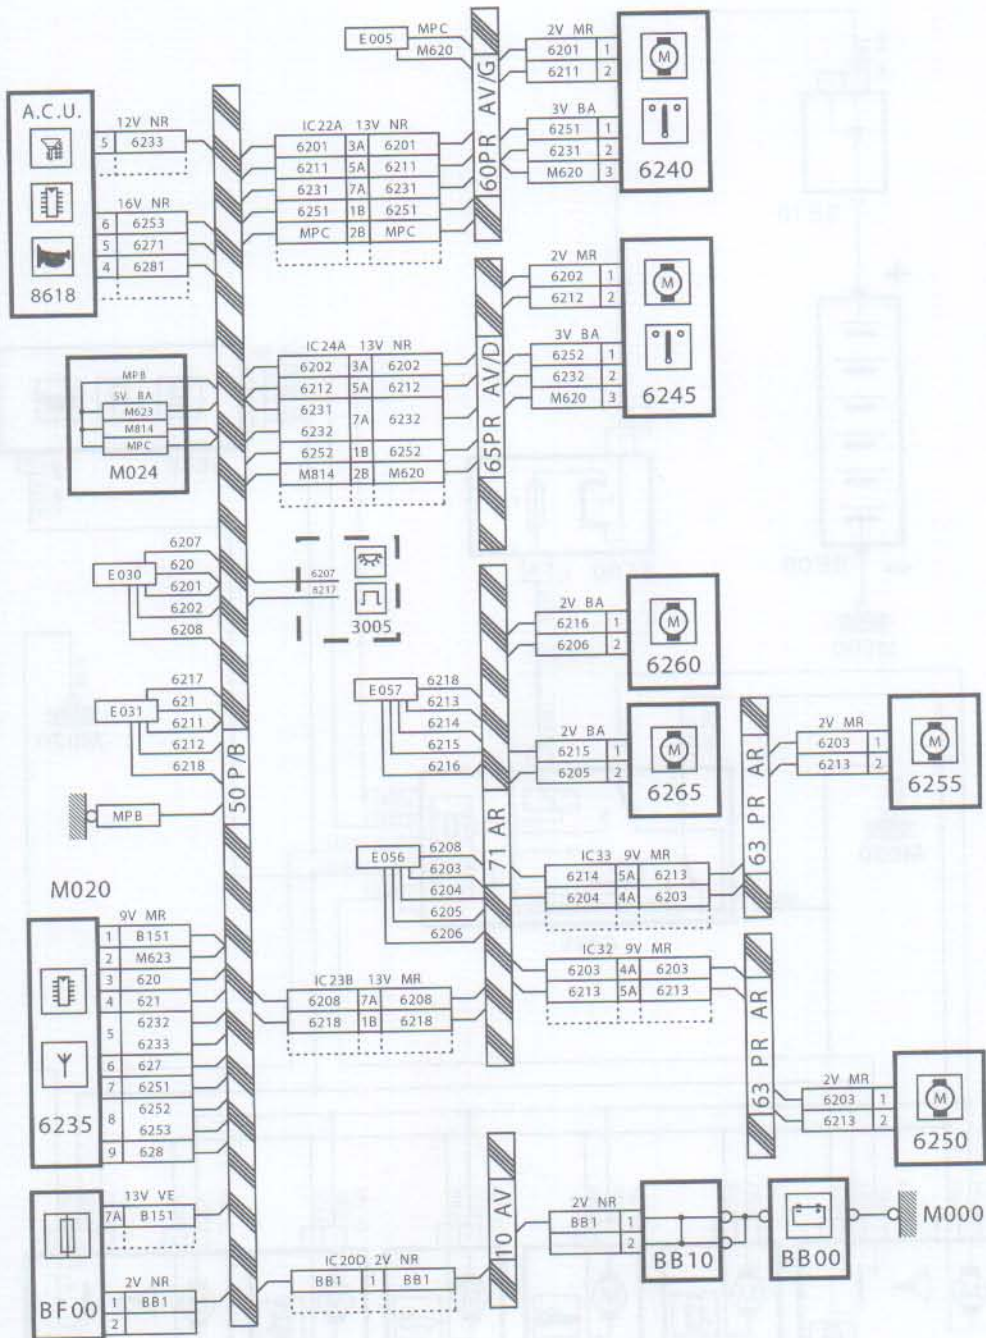 E005
MPC
M620
60PR AV/G
2V MR
6201 1
6211 2
3V BA
6251 1
6231 2
M620 3
M
6240
A.C.U.
12V NR
5 6233
16V NR
6 6253
5 6271
4 6281
8618
IC22A 13V NR
6201 3A 6201
6211 5A 6211
6231 7A 6231
6251 1B 6251
MPC 2B MPC
65PR AV/D
2V MR
6202 1
6212 2
3V BA
6252 1
6232 2
M620 3
M
6245
IC24A 13V NR
6202 3A 6202
6212 5A 6212
6231
7A 6232
6232
6252 1B 6252
M814 2B M620
MPB
5V BA
M623
M814
MPC
M024
E030
6207
620
6201
6202
6208
6207
6217
3005
E031
6217
621
6211
6212
6218
MPB
50 P/B
M020
2V BA
6216 1
6206 2
M
6260
E057
6218
6213
6214
6215
6216
2V BA
6215 1
6205 2
M
6265
71 AR
63 PR AR
2V MR
6203 1
6213 2
M
6255
E056
6208
6203
6204
6205
6206
IC33 9V MR
6214 5A 6213
6204 4A 6203
9V MR
1 B151
2 M623
3 620
4 621
5 6232
6233
6 627
7 6251
8 6252
6253
9 628
6235
IC23B 13V MR
6208 7A 6208
6218 1B 6218
IC32 9V MR
6203 4A 6203
6213 5A 6213
63 PR AR
2V MR
6203 1
6213 2
M
6250
13V VE
7A B151
2V NR
1 BB1
2
BF00
IC20D 2V NR
BB1 1 BB1
10 AV
2V NR
BB1 1
2
BB10
BB00
M000